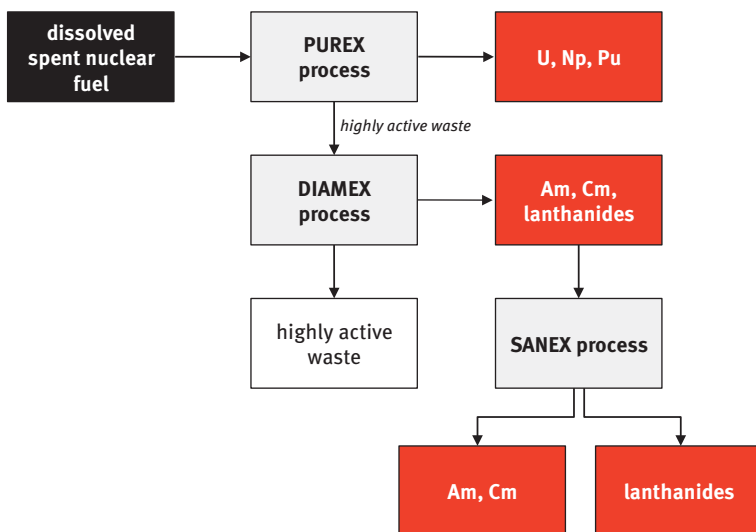 dissolved
spent nuclear
fuel
PUREX
process
U, Np, Pu
highly active waste
DIAMEX
process
Am, Cm,
lanthanides
highly active
waste
SANEX process
Am, Cm
lanthanides